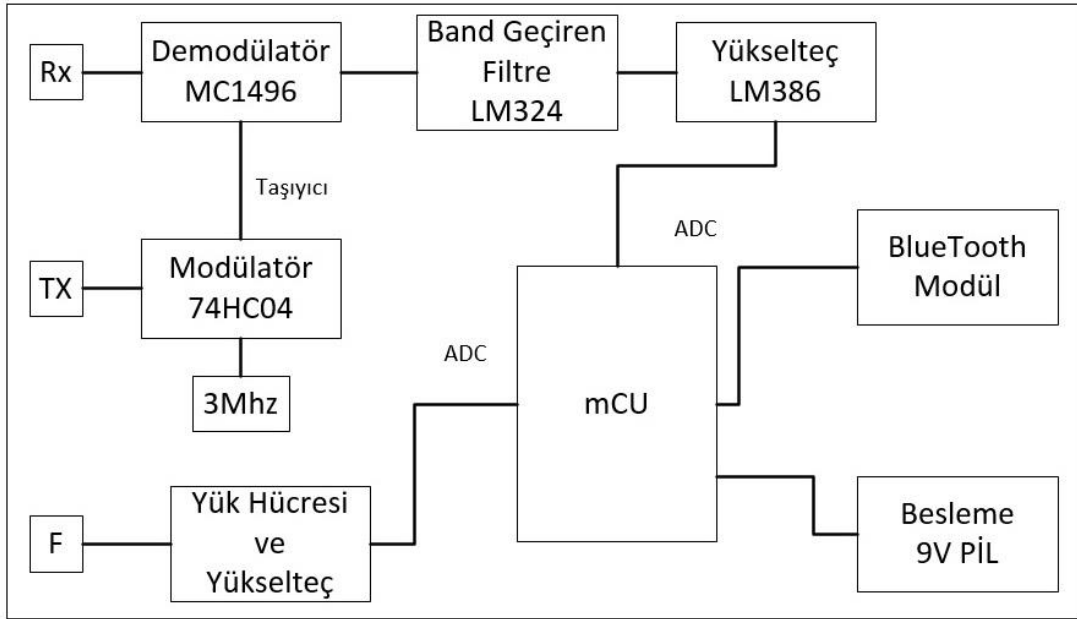 Rx
Demodülatör
MC1496
Band Geçiren
Filtre
LM324
Yükselteç
LM386
Taşıyıcı
ADC
TX
Modülatör
74HC04
BlueTooth
Modül
3Mhz
ADC
mCU
F
Yük Hücresi
ve
Yükselteç
Besleme
9V PİL